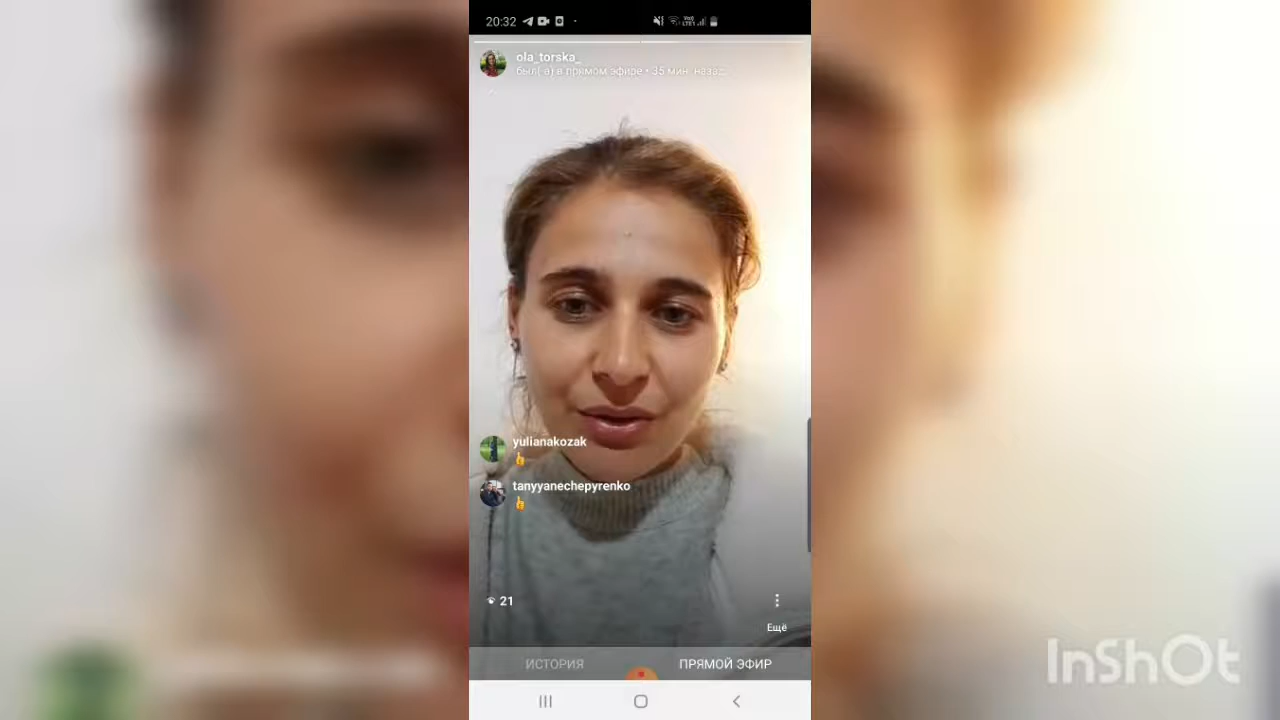 20:32
ola_torska_
был(-а) в прямом эфире • 35 мин. назад
yulianakozak
tanyyanechepyrenko
21
Ещё
ИСТОРИЯ
ПРЯМОЙ ЭФИР
InShOt